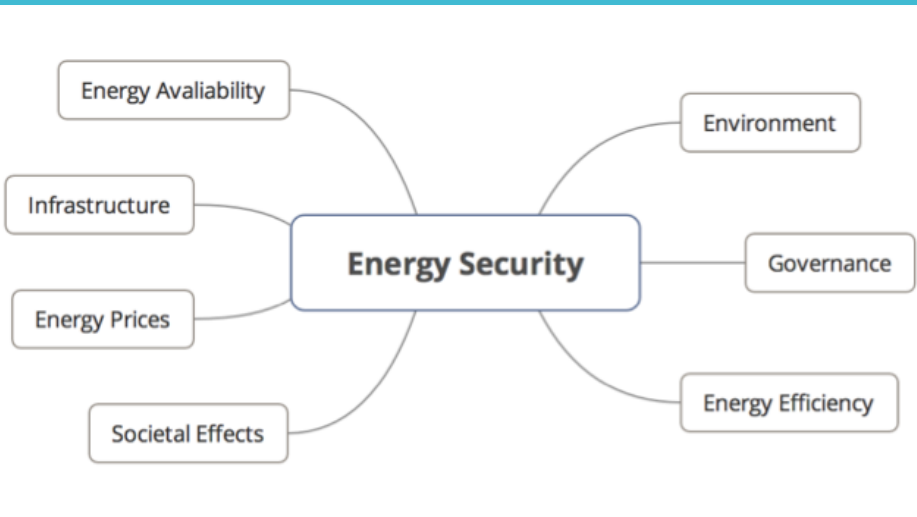 Energy Avaliability
Infrastructure
Energy Prices
Societal Effects
Energy Security
Environment
Governance
Energy Efficiency